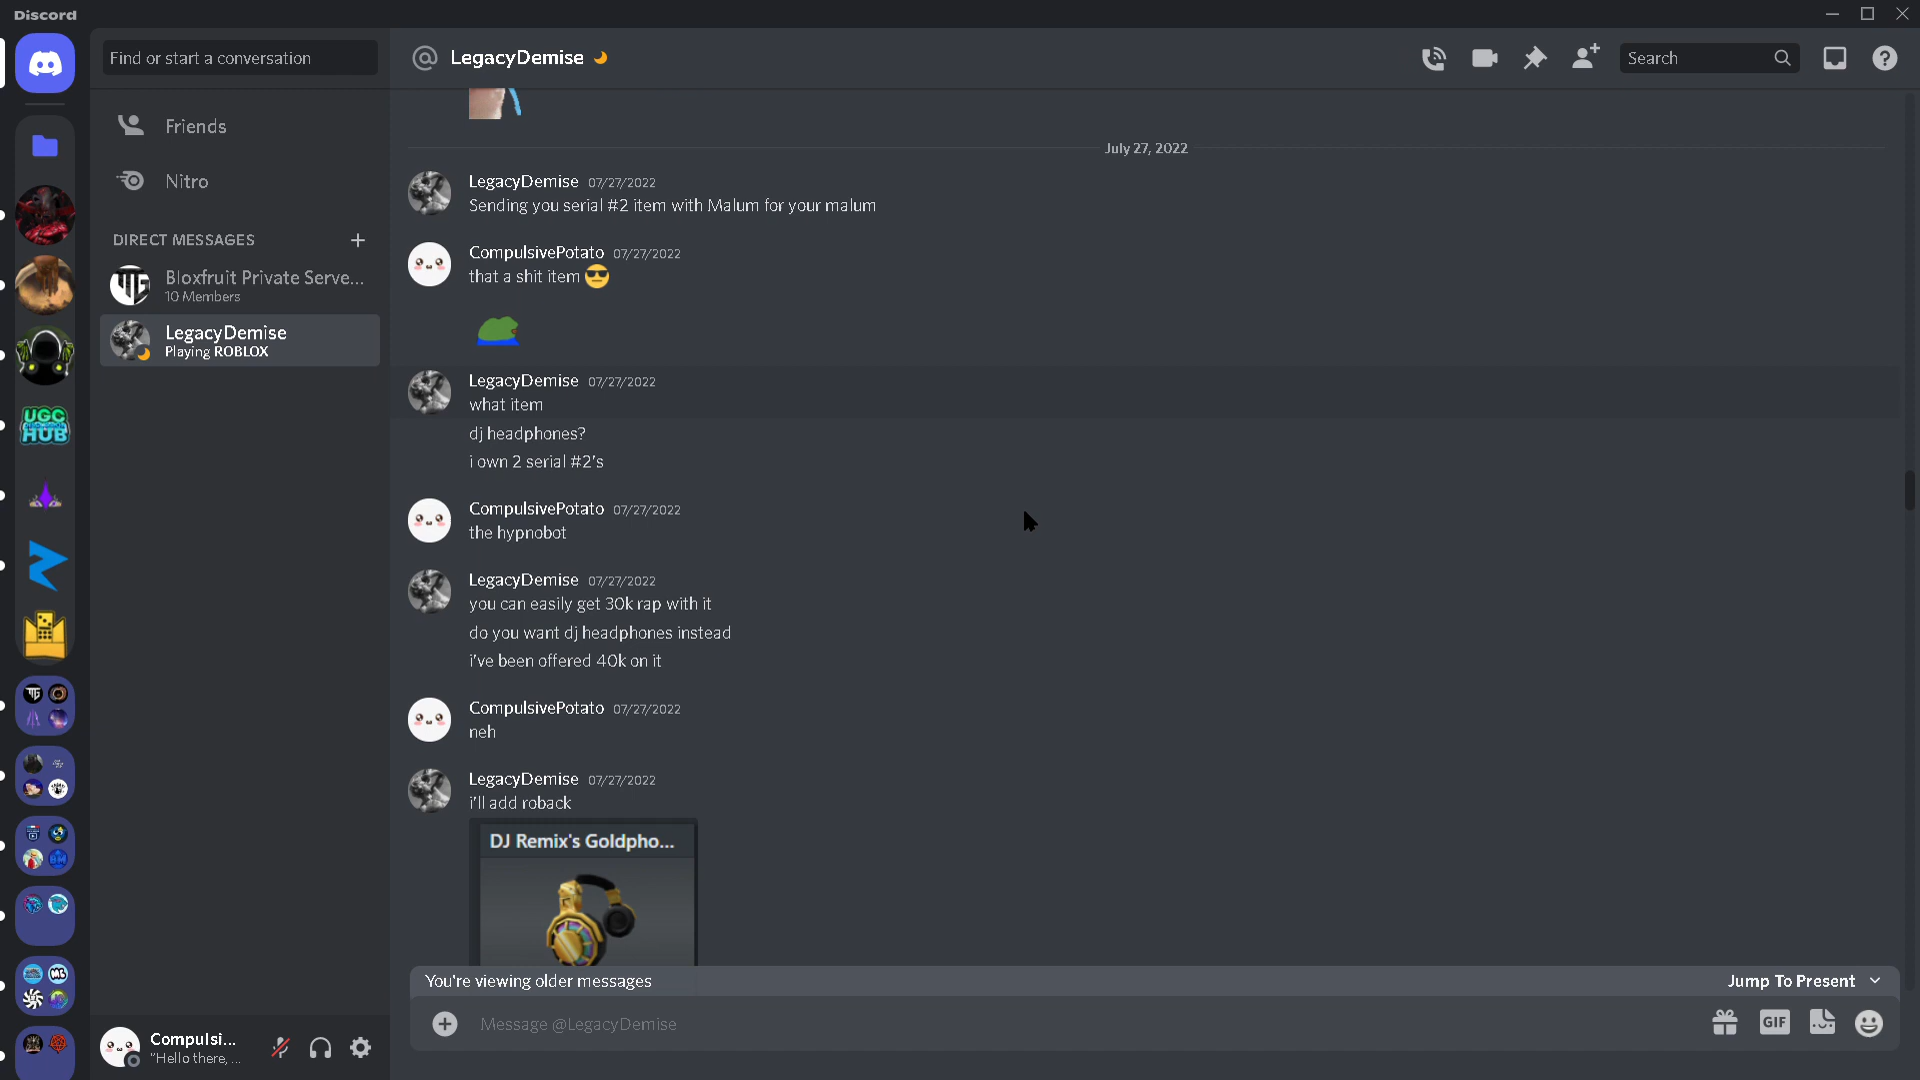 Discord
Find or start a conversation
LegacyDemise
Search
Friends
Nitro
DIRECT MESSAGES
Bloxfruit Private Serve...
10 Members
LegacyDemise
Playing ROBLOX
July 27, 2022
LegacyDemise 07/27/2022
Sending you serial #2 item with Malum for your malum
CompulsivePotato 07/27/2022
that a shit item 😎
LegacyDemise 07/27/2022
what item
dj headphones?
i own 2 serial #2's
CompulsivePotato 07/27/2022
the hypnobot
LegacyDemise 07/27/2022
you can easily get 30k rap with it
do you want dj headphones instead
i've been offered 40k on it
CompulsivePotato 07/27/2022
neh
LegacyDemise 07/27/2022
i'll add roback
DJ Remix's Goldpho...
You're viewing older messages
Jump To Present
Message @LegacyDemise
GIF
UGC
HUB
Compulsi...
"Hello there, ...